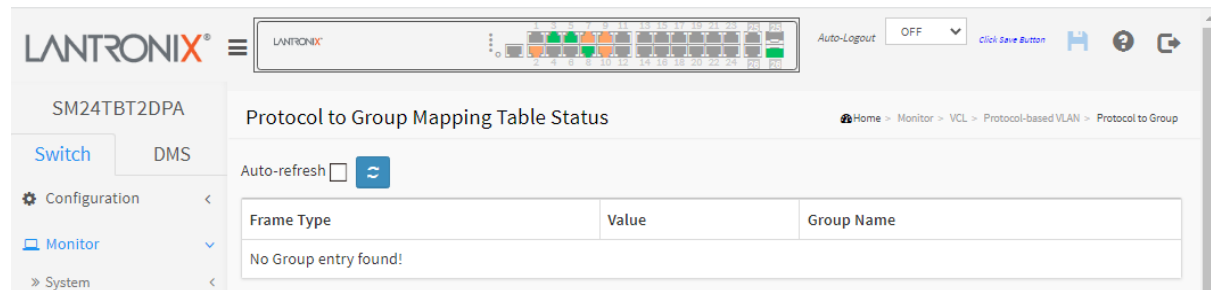 LANTRONIX®
LANTRONIX
1 3 5 7 9 11 13 15 17 19 21 23 25 26
2 4 6 8 10 12 14 16 18 20 22 24
Auto-Logout OFF Click Save Button
SM24TBT2DPA
Switch DMS
Configuration
Monitor
» System
Protocol to Group Mapping Table Status
Home > Monitor > VCL > Protocol-based VLAN > Protocol to Group
Auto-refresh
Frame Type Value Group Name
No Group entry found!